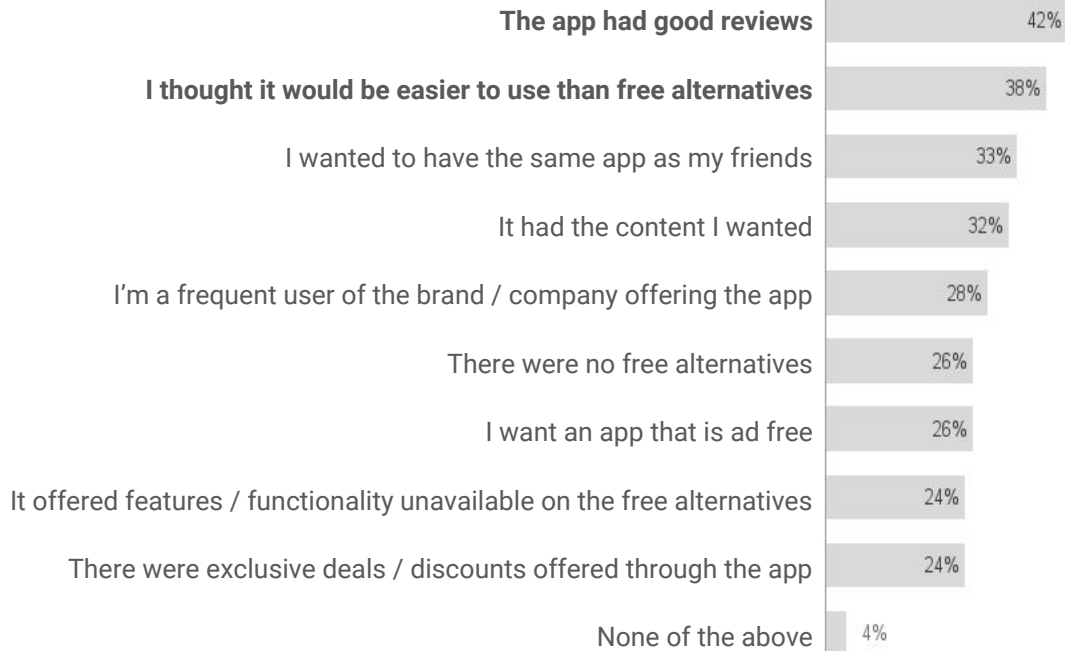 The app had good reviews 42%
I thought it would be easier to use than free alternatives 38%
I wanted to have the same app as my friends 33%
It had the content I wanted 32%
I’m a frequent user of the brand / company offering the app 28%
There were no free alternatives 26%
I want an app that is ad free 26%
It offered features / functionality unavailable on the free alternatives 24%
There were exclusive deals / discounts offered through the app 24%
None of the above 4%